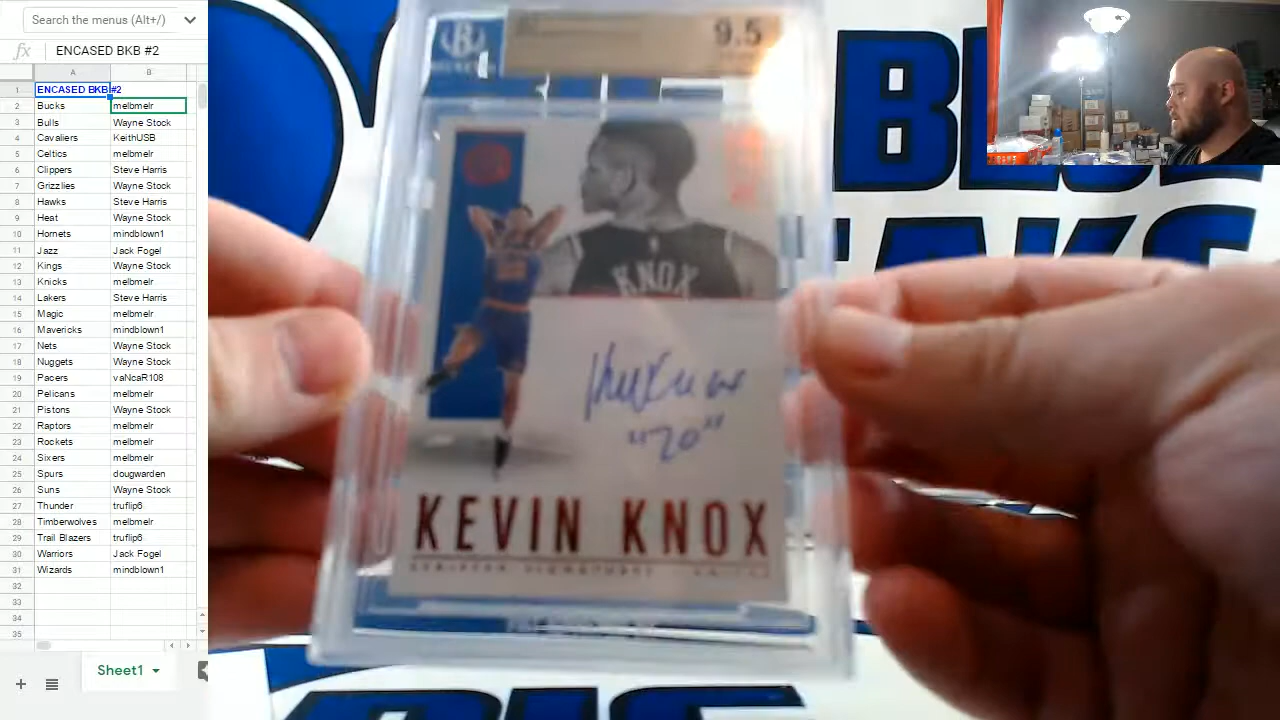 Search the menus (Alt+/)
fx ENCASED BKB #2
A B
1 ENCASED BKB #2
2 Bucks melbmelr
3 Bulls Wayne Stock
4 Cavaliers KeithUSB
5 Celtics melbmelr
6 Clippers Steve Harris
7 Grizzlies Wayne Stock
8 Hawks Steve Harris
9 Heat Wayne Stock
10 Hornets mindblown1
11 Jazz Jack Fogel
12 Kings Wayne Stock
13 Knicks melbmelr
14 Lakers Steve Harris
15 Magic melbmelr
16 Mavericks mindblown1
17 Nets Wayne Stock
18 Nuggets Wayne Stock
19 Pacers vaNcaR108
20 Pelicans melbmelr
21 Pistons Wayne Stock
22 Raptors melbmelr
23 Rockets melbmelr
24 Sixers melbmelr
25 Spurs dougwarden
26 Suns Wayne Stock
27 Thunder truflip6
28 Timberwolves melbmelr
29 Trail Blazers truflip6
30 Warriors Jack Fogel
31 Wizards mindblown1
32
33
34
35
Sheet1
9.5
KNOX
"20"
KEVIN KNOX